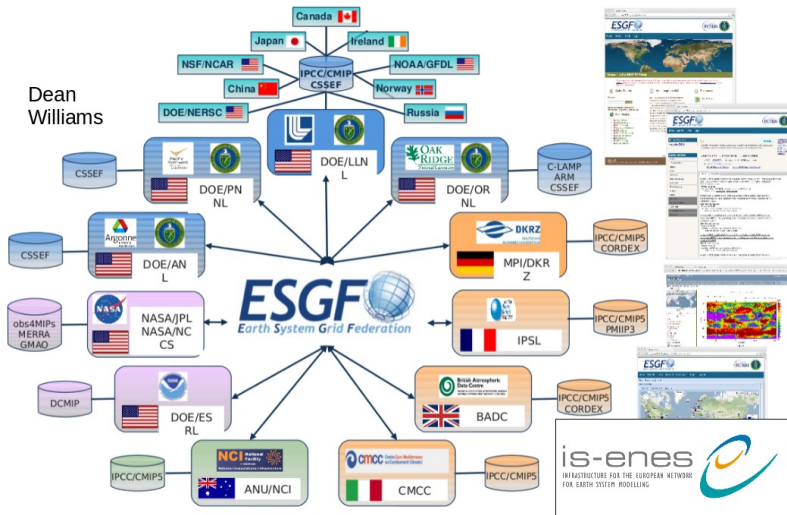 Canada
Japan
Ireland
NSF/NCAR
NOAA/GFDL
IPCC/CMIP
CSSEF
China
Norway
DOE/NERSC
Russia
Dean
Williams
CSSEF
DOE/PN
NL
DOE/LLN
L
OAK
RIDGE
National Laboratory
DOE/OR
NL
C-LAMP
ARM
CSSEF
CSSEF
Argonne
DOE/AN
L
DKRZ
MPI/DKR
Z
IPCC/CMIP5
CORDEX
obs4MIPs
MERRA
GMAO
NASA
NASA/JPL
NASA/NC
CS
ESGF
Earth System Grid Federation
IPSL
IPCC/CMIP5
PMIIP3
DCMIP
DOE/ES
RL
British Atmospheric
Data Centre
BADC
IPCC/CMIP5
CORDEX
IPCC/CMIP5
NCI
National
Facility
ANU/NCI
cmcc
CMCC
IPCC/CMIP5
ESGF
ESGF
ESGF
is-enes
INFRASTRUCTURE FOR THE EUROPEAN NETWORK
FOR EARTH SYSTEM MODELLING